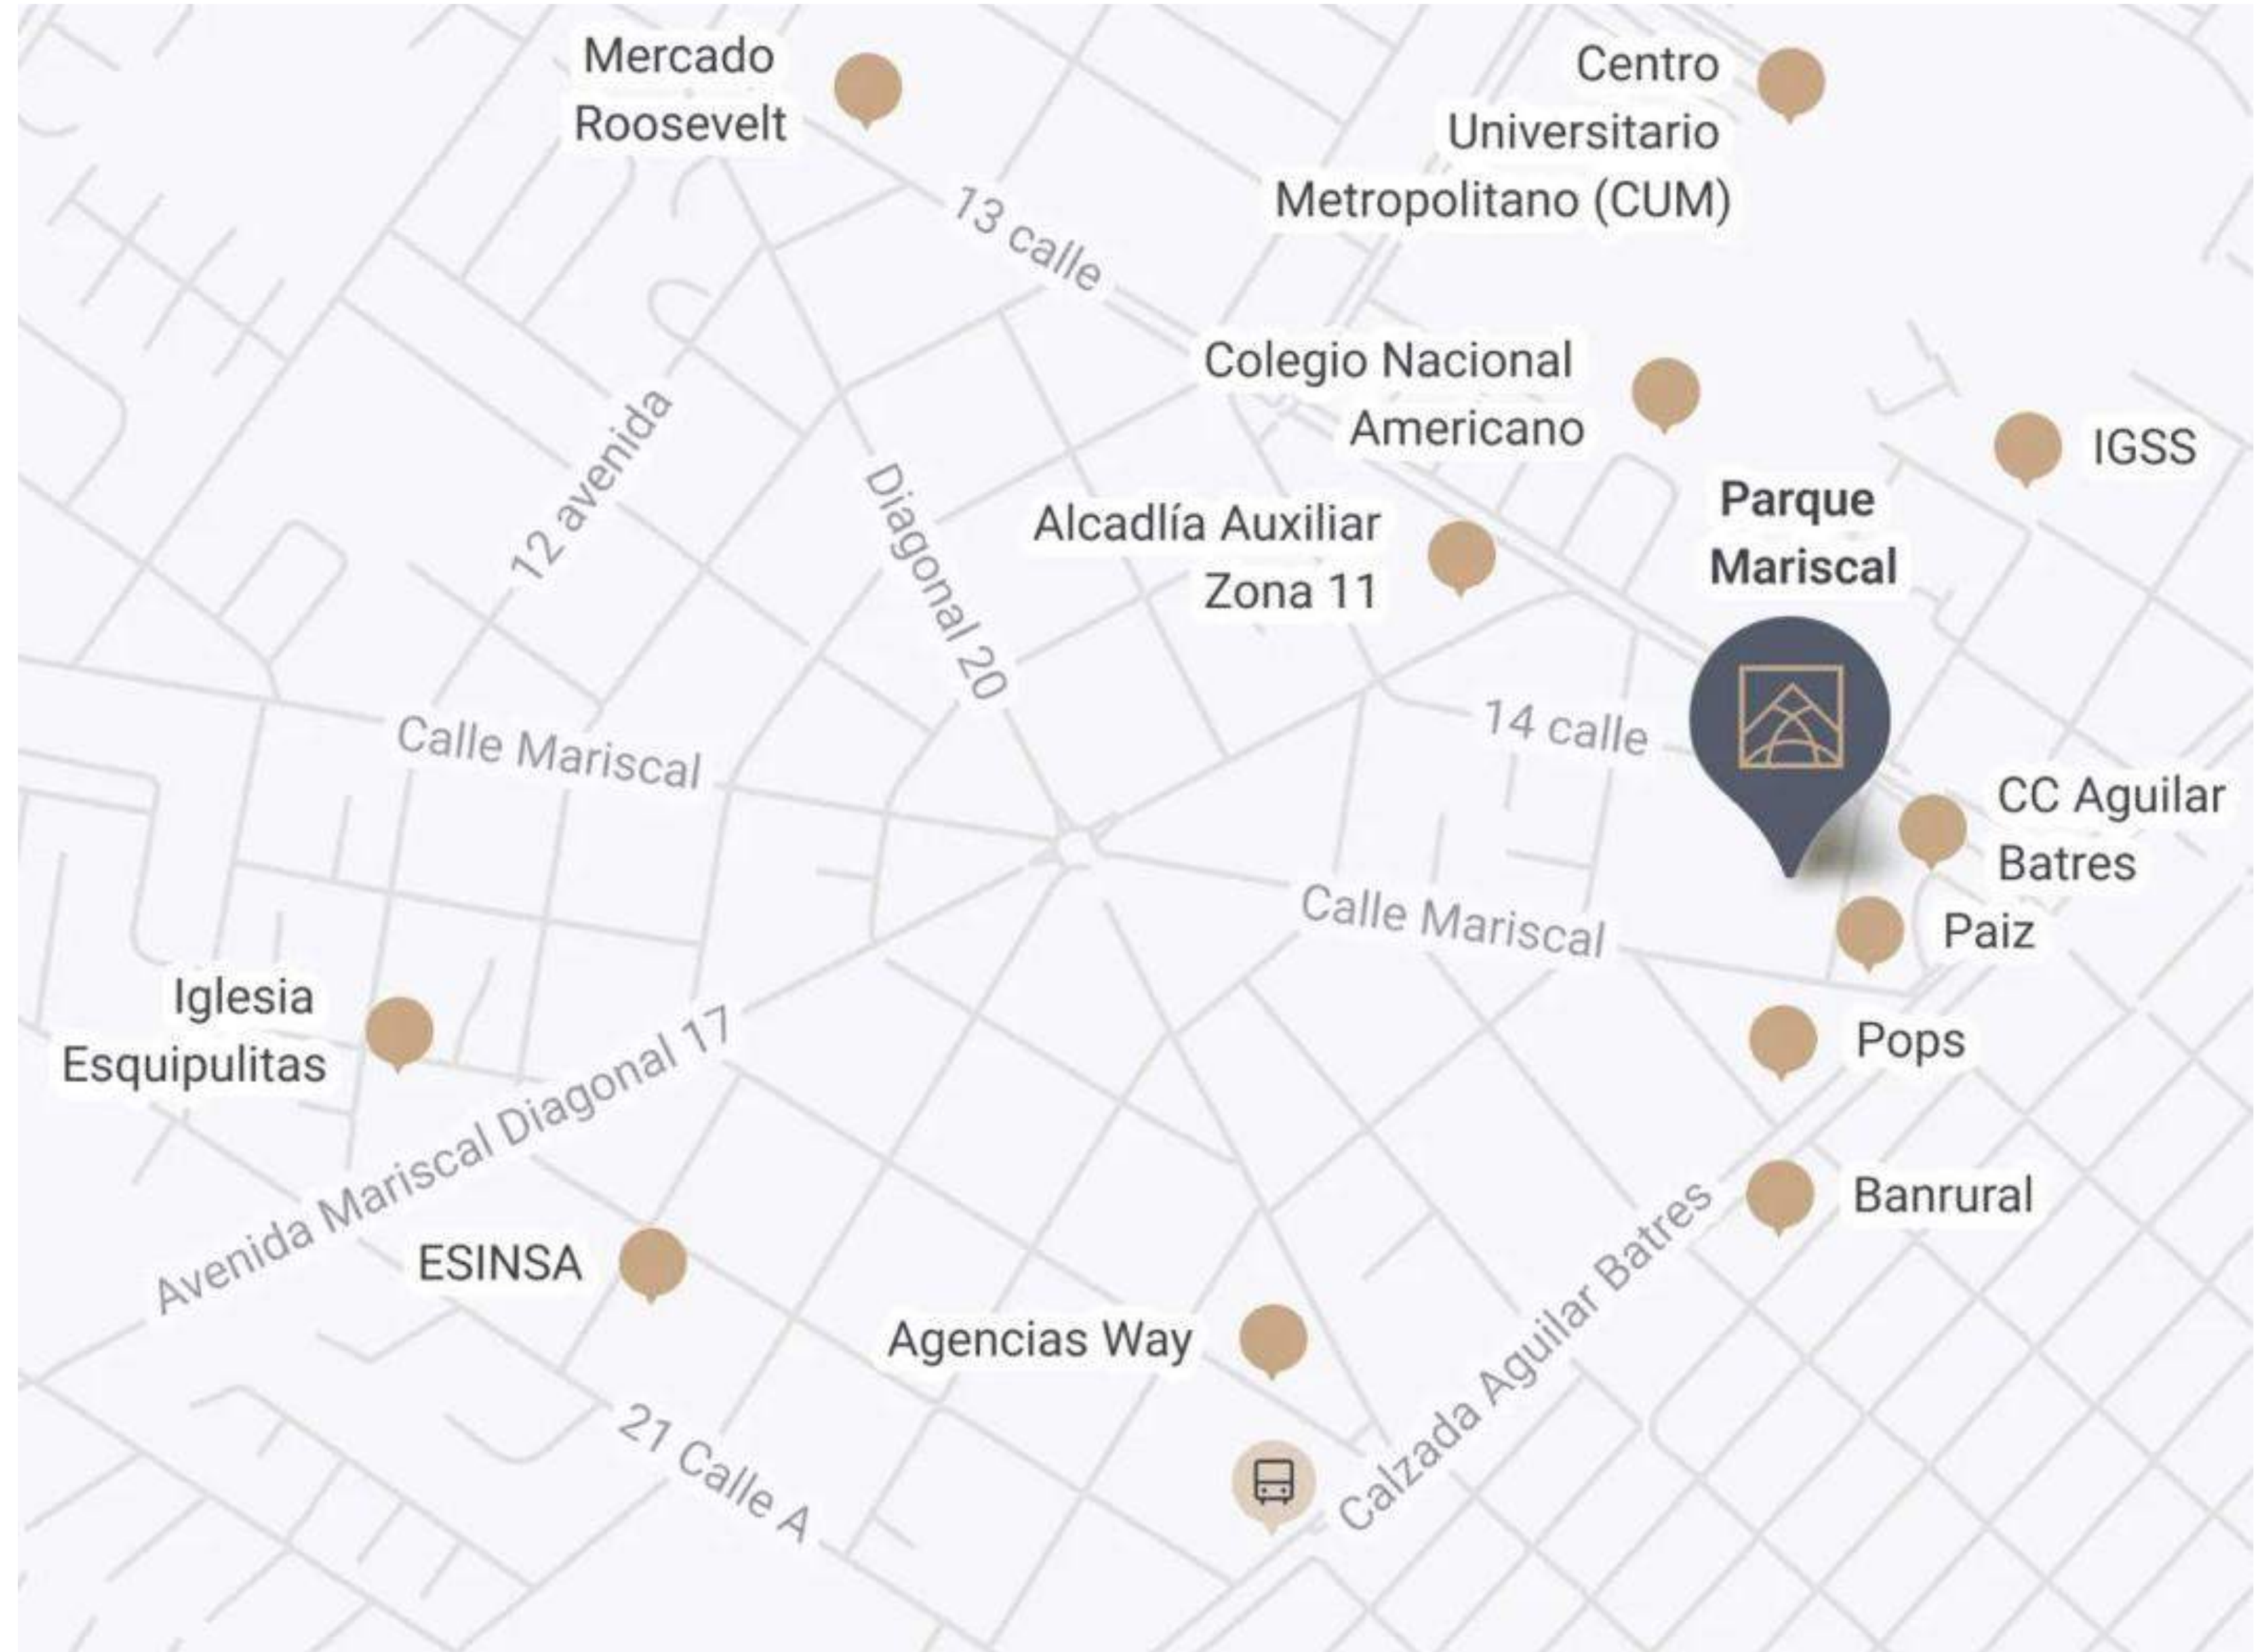 Mercado
Roosevelt
Centro
Universitario
Metropolitano (CUM)
13 calle
Colegio Nacional
Americano
IGSS
12 avenida
Diagonal 20
Alcadlía Auxiliar
Zona 11
Parque
Mariscal
14 calle
Calle Mariscal
CC Aguilar
Batres
Calle Mariscal
Paiz
Iglesia
Esquipulitas
Pops
Avenida Mariscal Diagonal 17
Banrural
ESINSA
Agencias Way
Calzada Aguilar Batres
21 Calle A